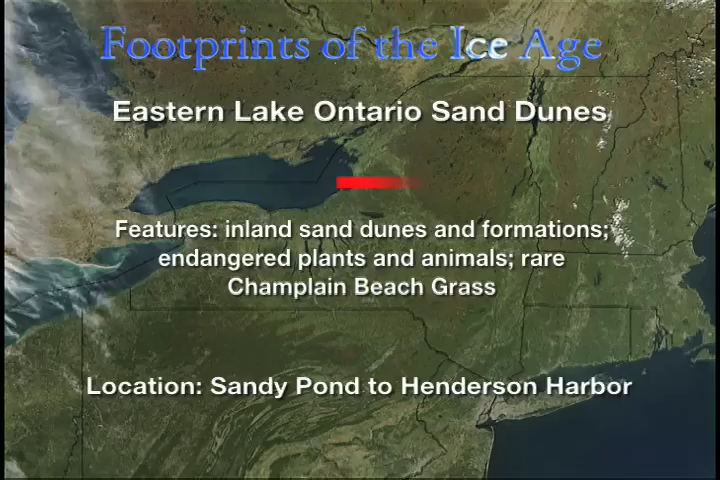 Footprints of the Ice Age
Eastern Lake Ontario Sand Dunes
Features: inland sand dunes and formations;
endangered plants and animals; rare
Champlain Beach Grass
Location: Sandy Pond to Henderson Harbor